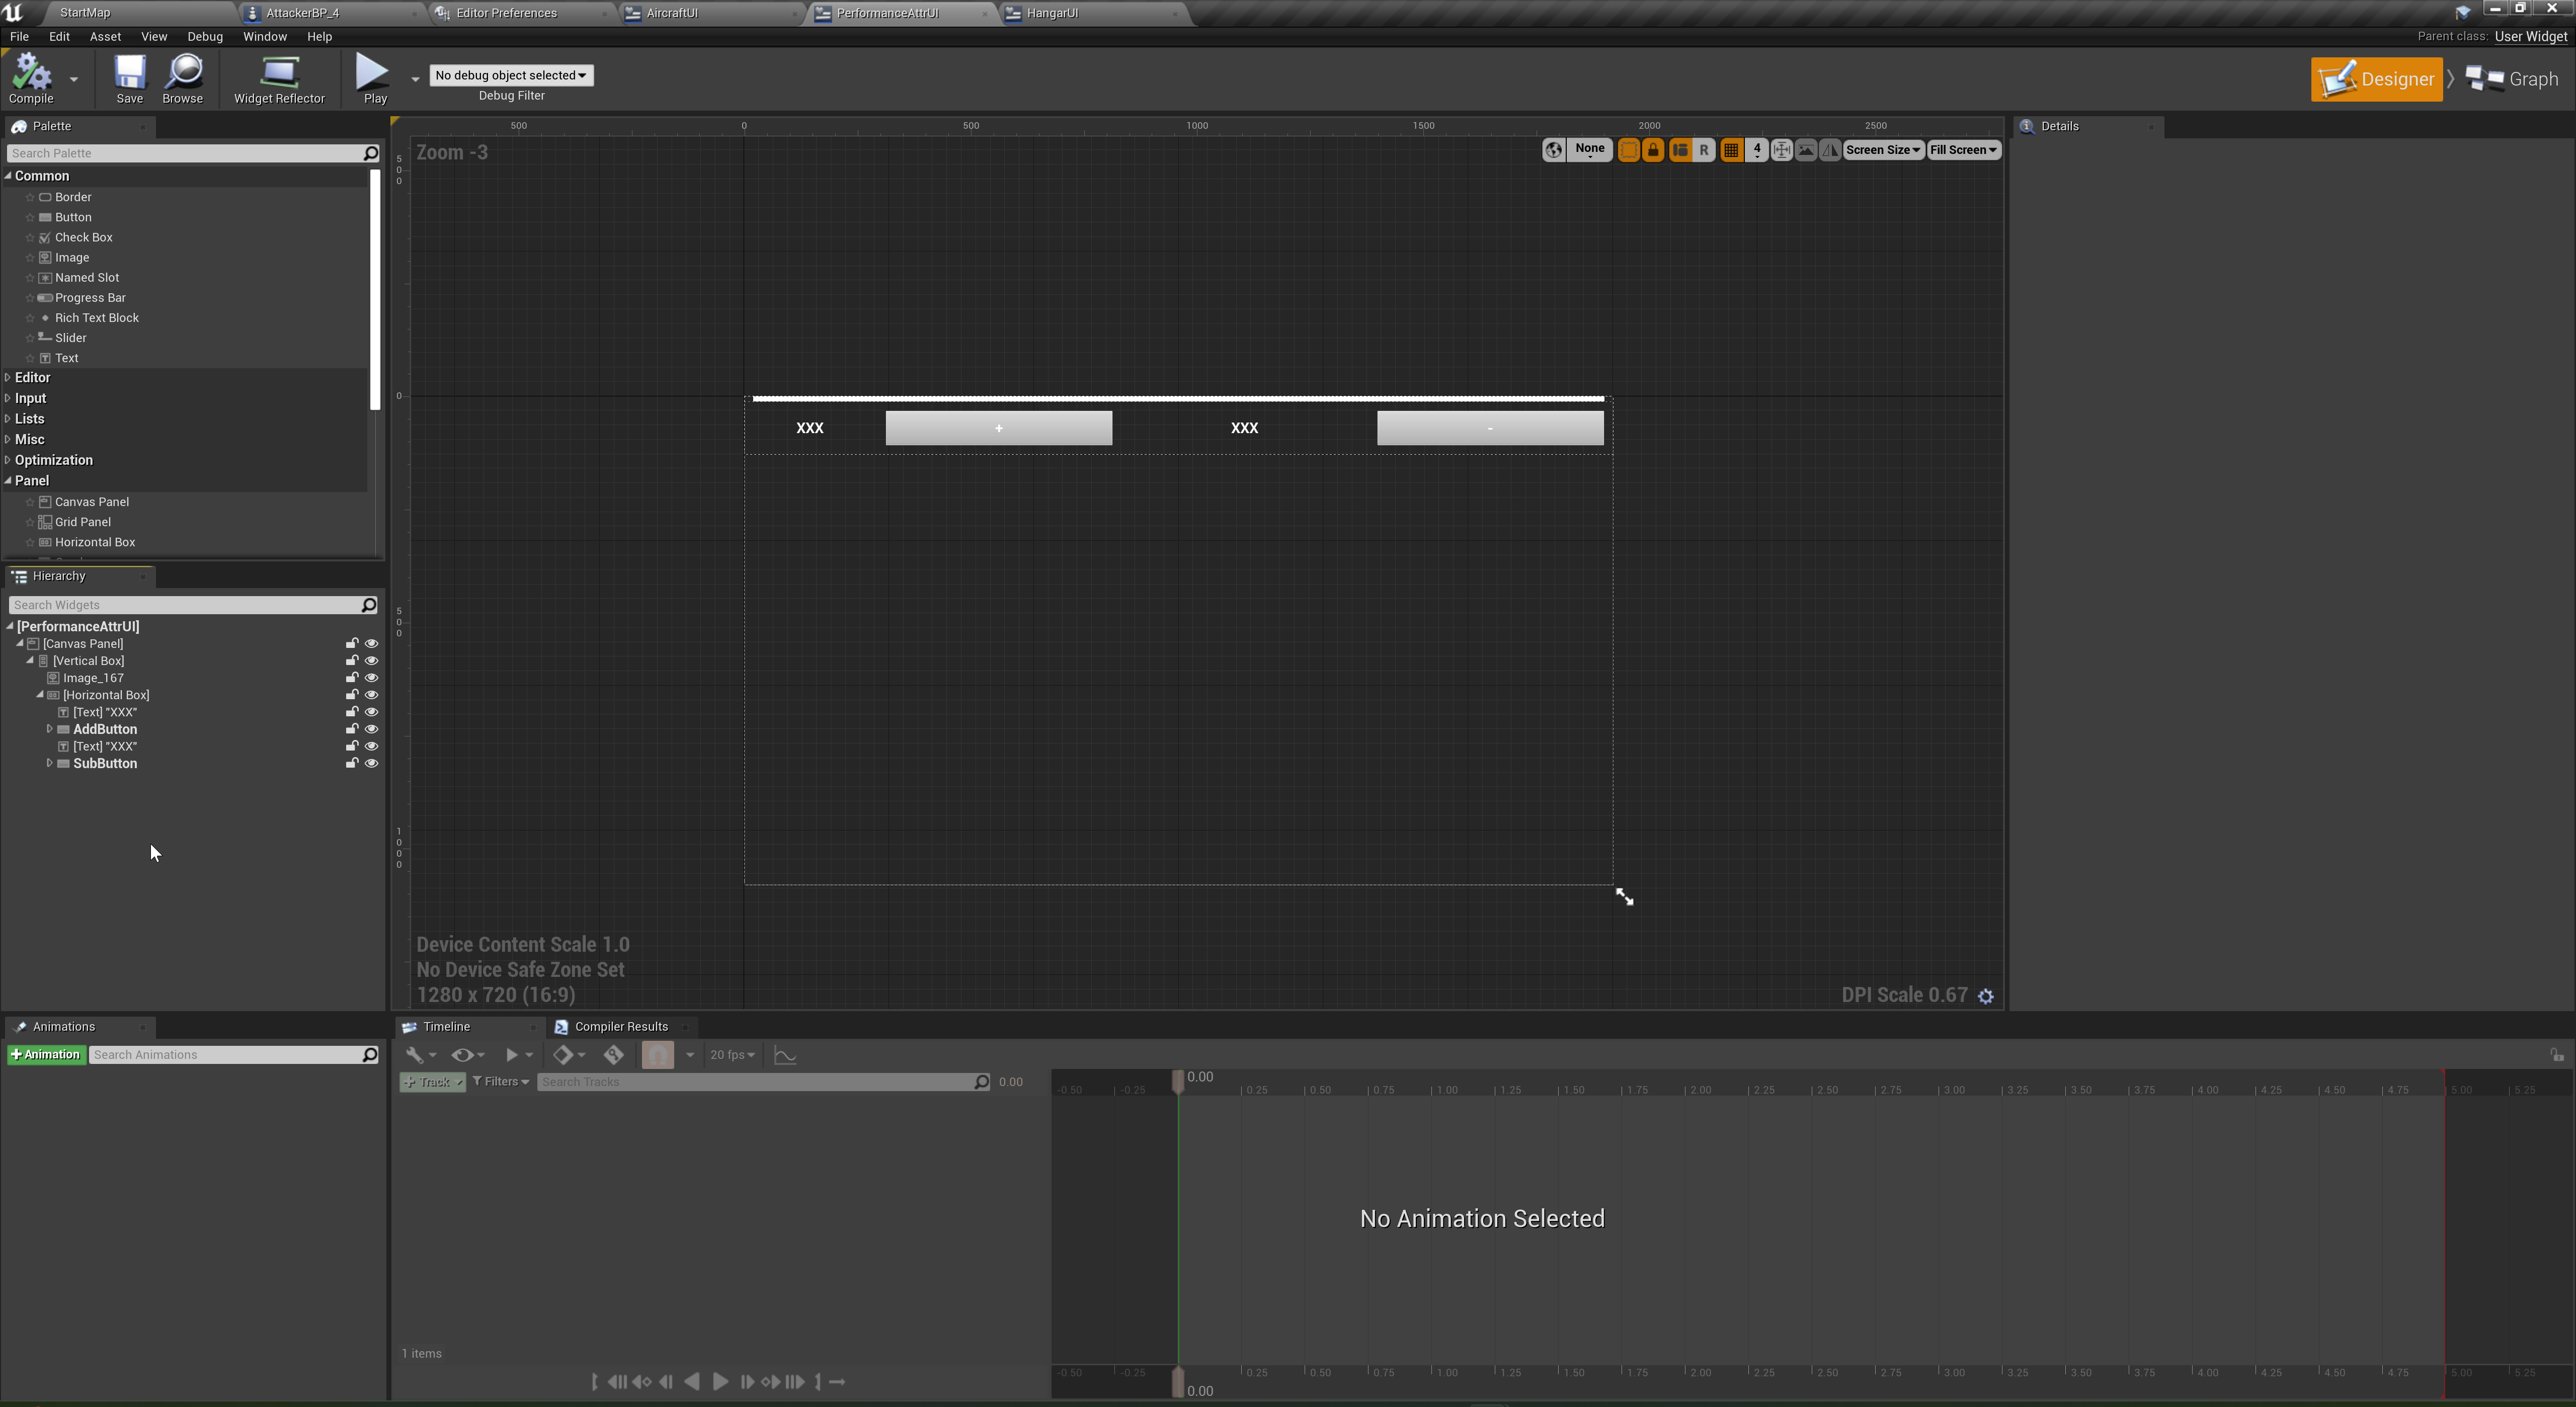 StartMap
AttackerBP_4
Editor Preferences
AircraftUI
PerformanceAttrUI
HangarUI
File Edit Asset View Debug Window Help
Parent class: User Widget
Compile
Save
Browse
Widget Reflector
Play
No debug object selected
Debug Filter
Designer
Graph
Palette
Search Palette
Common
Border
Button
Check Box
Image
Named Slot
Progress Bar
Rich Text Block
Slider
Text
Editor
Input
Lists
Misc
Optimization
Panel
Canvas Panel
Grid Panel
Horizontal Box
Hierarchy
Search Widgets
[PerformanceAttrUI]
[Canvas Panel]
[Vertical Box]
Image_167
[Horizontal Box]
[Text] "XXX"
AddButton
[Text] "XXX"
SubButton
500 0 500 1000 1500 2000 2500
Zoom -3
None
R
4
Screen Size
Fill Screen
500
0
500
1000
XXX + XXX -
Device Content Scale 1.0
No Device Safe Zone Set
1280 x 720 (16:9)
DPI Scale 0.67
Details
Animations
+Animation
Search Animations
Timeline
Compiler Results
20 fps
+ Track
Filters
Search Tracks
0.00
0.00
-0.50 -0.25 0.25 0.50 0.75 1.00 1.25 1.50 1.75 2.00 2.25 2.50 2.75 3.00 3.25 3.50 3.75 4.00 4.25 4.50 4.75 5.00 5.25
No Animation Selected
1 items
-0.50 -0.25 0.25 0.50 0.75 1.00 1.25 1.50 1.75 2.00 2.25 2.50 2.75 3.00 3.25 3.50 3.75 4.00 4.25 4.50 4.75 5.00 5.25
0.00